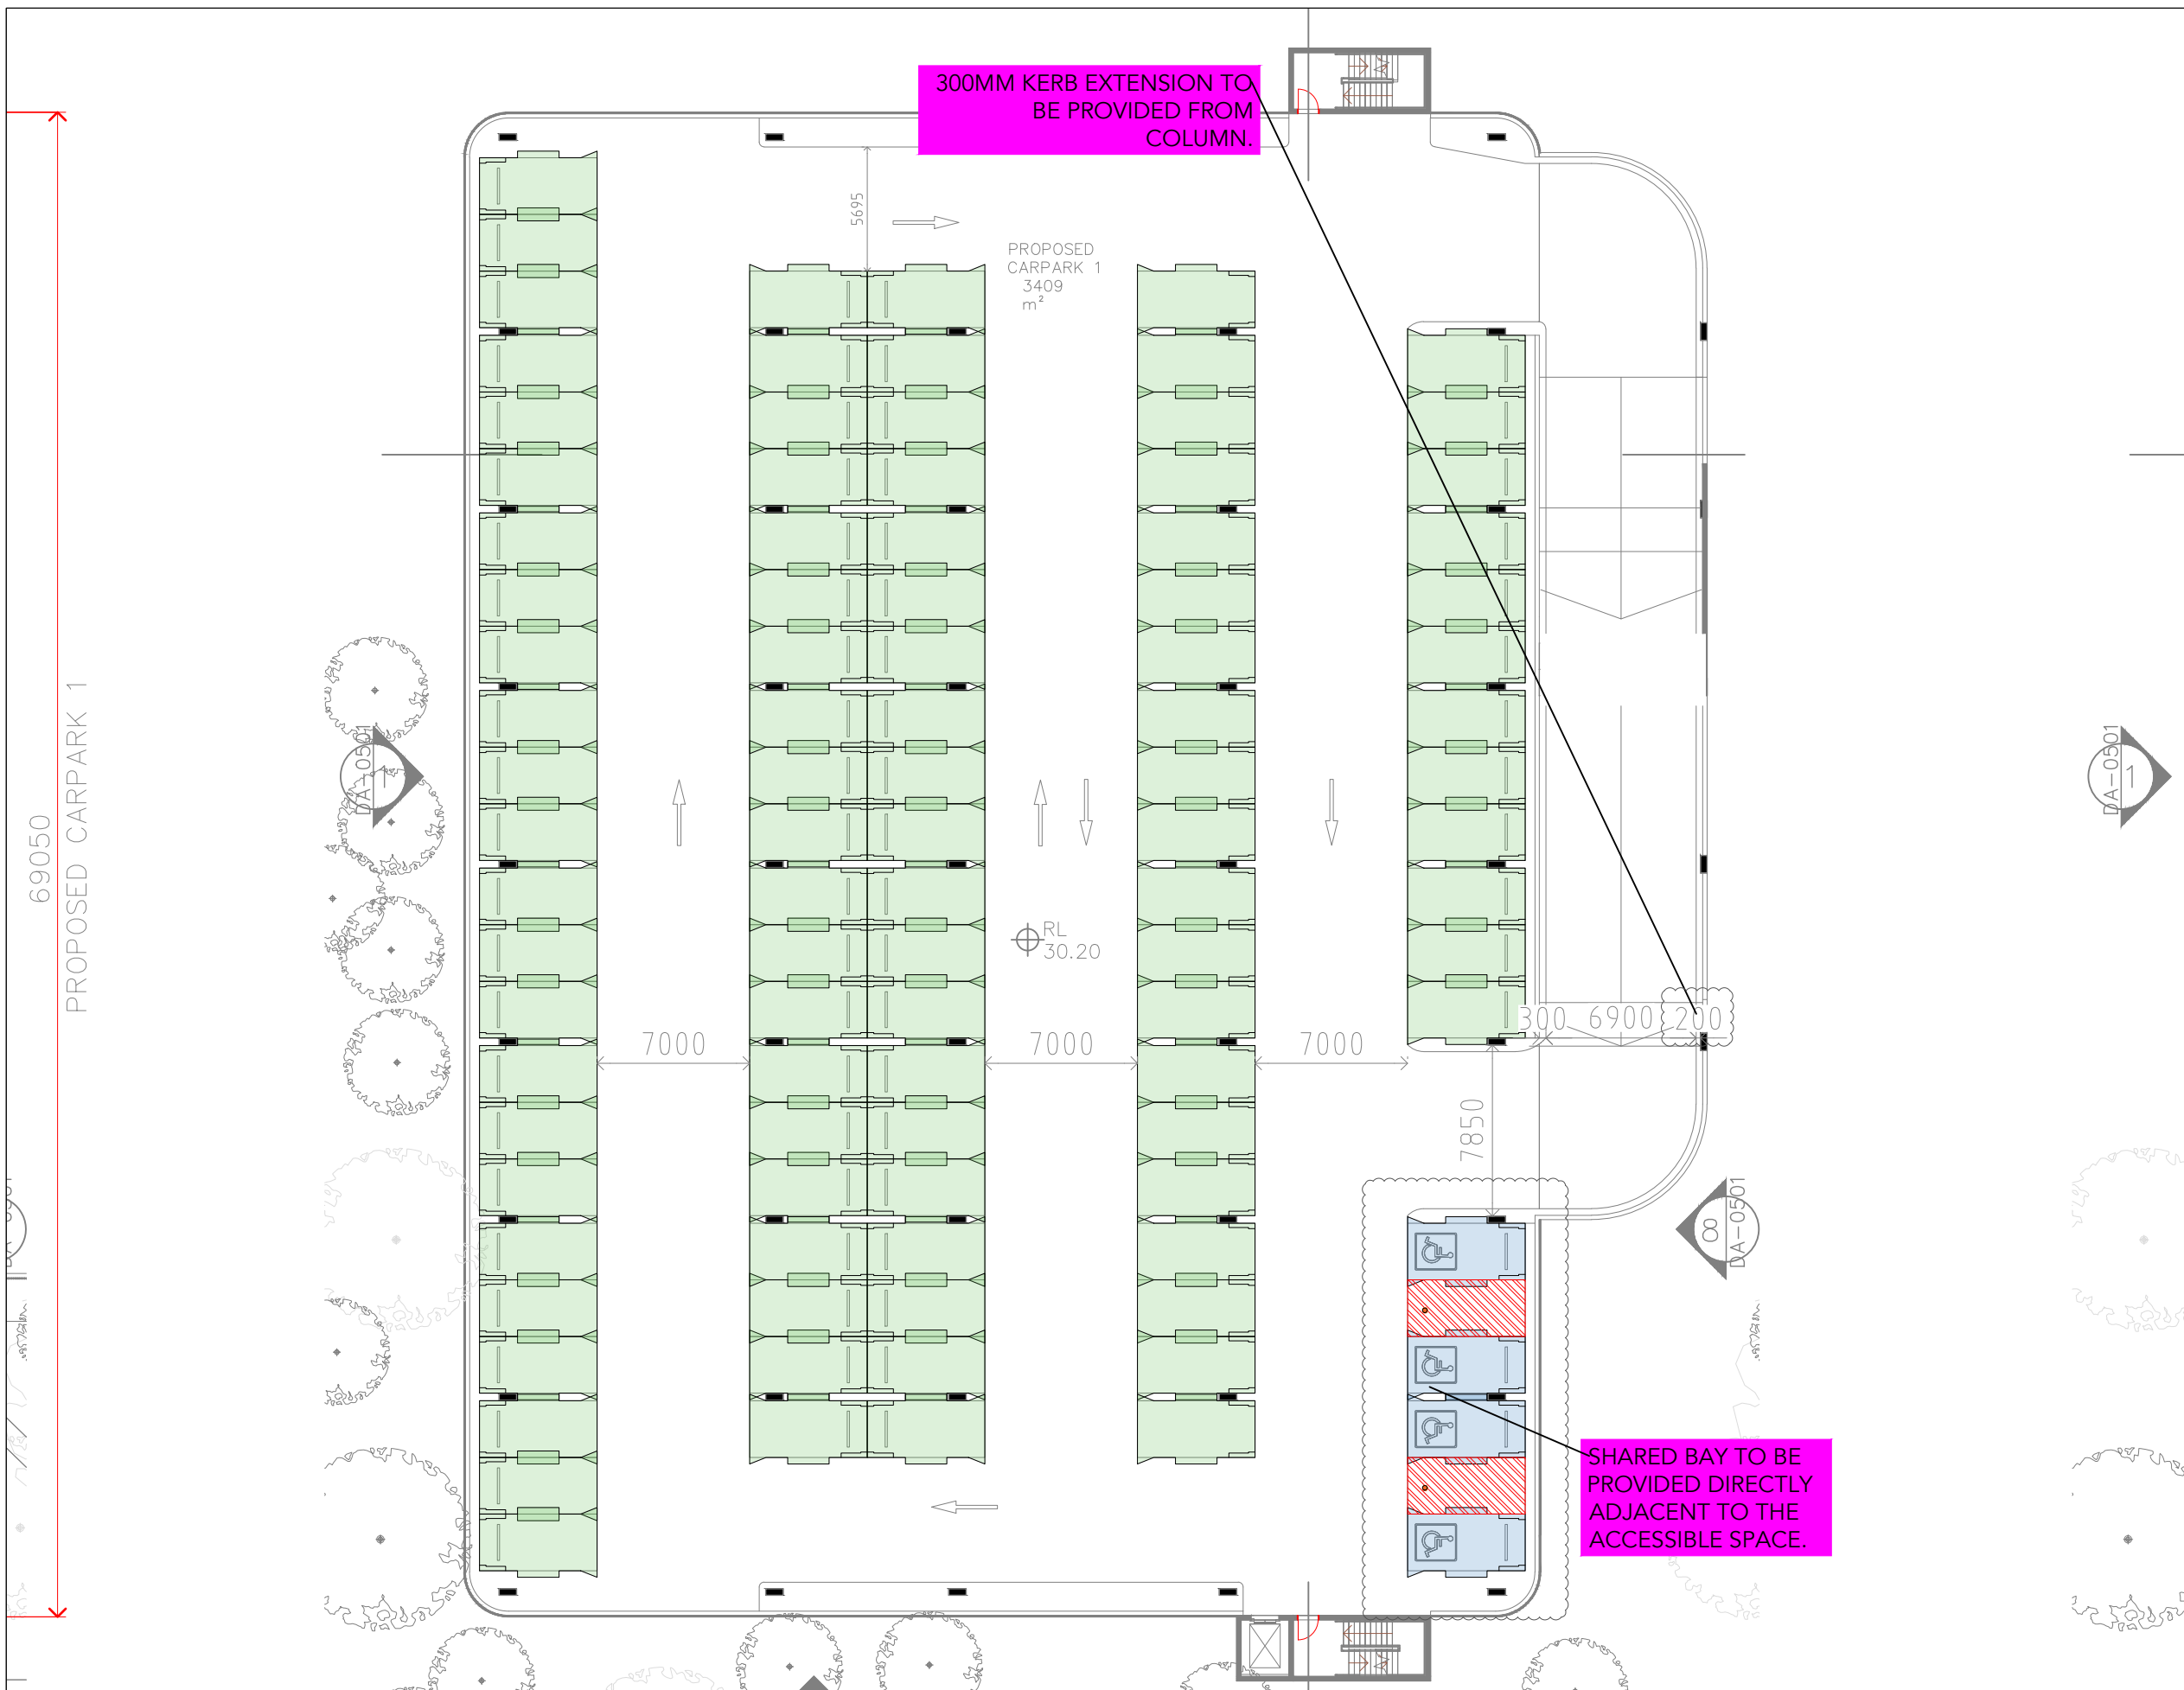 300MM KERB EXTENSION TO
BE PROVIDED FROM
COLUMN.
5695
PROPOSED
CARPARK 1
3409
m²
69050
PROPOSED CARPARK 1
DA-0501
1
DA-0501
1
RL
30.20
300 6900 200
7000
7000
7000
7850
8
DA-0501
SHARED BAY TO BE
PROVIDED DIRECTLY
ADJACENT TO THE
ACCESSIBLE SPACE.